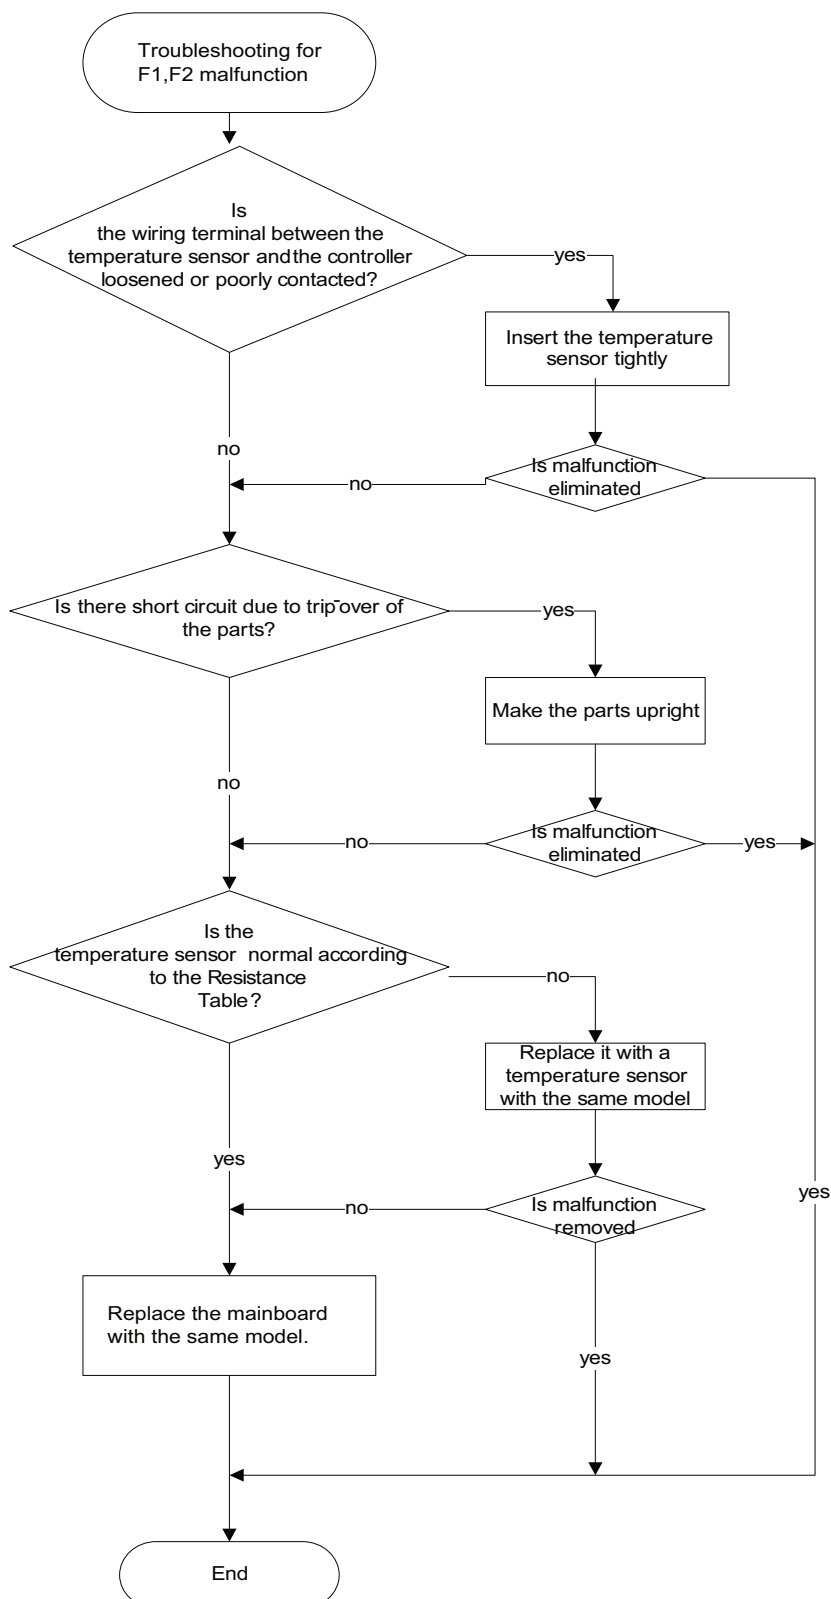 Troubleshooting for
F1,F2 malfunction
Is
the wiring terminal between the
temperature sensor and the controller
loosened or poorly contacted?
yes
Insert the temperature
sensor tightly
no
Is malfunction
eliminated
no
Is there short circuit due to trip-over of
the parts?
yes
Make the parts upright
no
Is malfunction
eliminated
no
yes
Is the
temperature sensor normal according
to the Resistance
Table?
no
Replace it with a
temperature sensor
with the same model
yes
yes
Is malfunction
removed
no
Replace the mainboard
with the same model.
yes
End